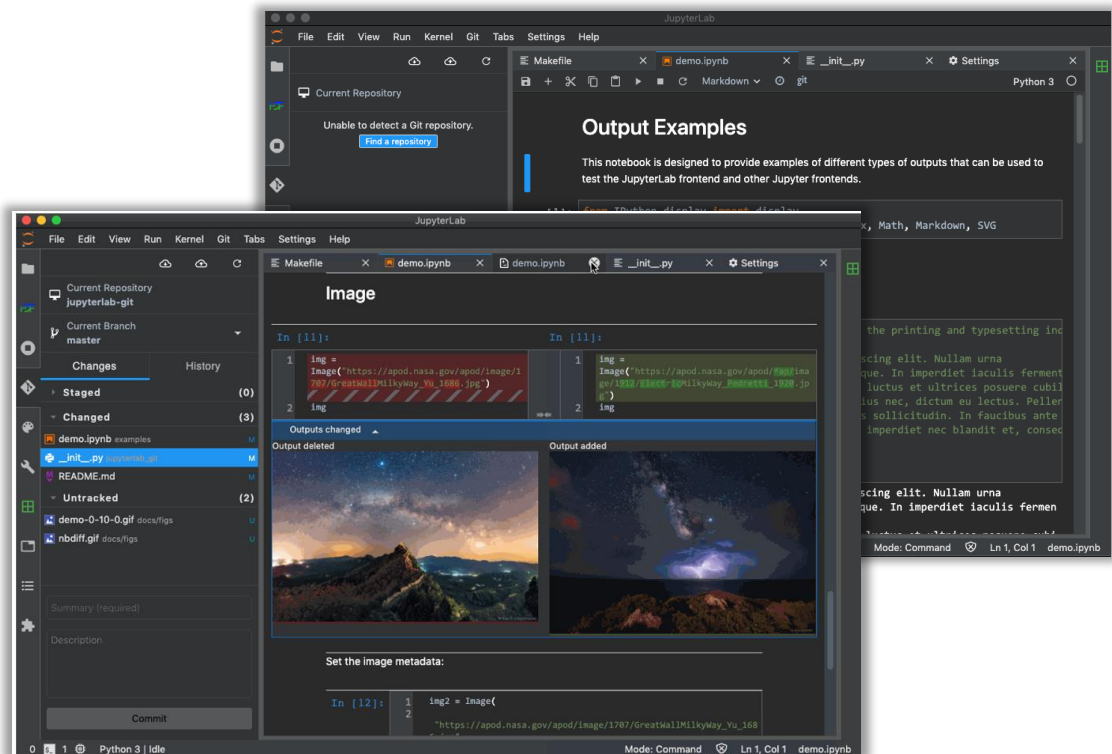 JupyterLab
File Edit View Run Kernel Git Tabs Settings Help
Makefile demo.ipynb __init__.py Settings
Current Repository
Markdown git Python 3
Unable to detect a Git repository.
Find a repository
Output Examples
This notebook is designed to provide examples of different types of outputs that can be used to
test the JupyterLab frontend and other Jupyter frontends.
from IPython.display import display
x, Math, Markdown, SVG
the printing and typesetting ind
scing elit. Nullam urna
que. In imperdiet iaculis ferment
luctus et ultrices posuere cubil
ius nec, dictum eu lectus. Peller
s sollicitudin. In faucibus ante
imperdiet nec blandit et, consec
scing elit. Nullam urna
que. In imperdiet iaculis fermen
Mode: Command Ln 1, Col 1 demo.ipynb
JupyterLab
File Edit View Run Kernel Git Tabs Settings Help
Makefile demo.ipynb demo.ipynb __init__.py Settings
Current Repository
jupyterlab-git
Current Branch
master
Changes History
Staged (0)
Changed (3)
demo.ipynb examples M
__init__.py jupyterlab_git M
README.md M
Untracked (2)
demo-0-10-0.gif docs/figs U
nbdiff.gif docs/figs U
Summary (required)
Description
Commit
Image
In [11]:
1 img =
Image("https://apod.nasa.gov/apod/image/1
707/GreatWallMilkyWay_Yu_1686.jpg")
2 img
In [11]:
1 img =
Image("https://apod.nasa.gov/apod/map/ima
ge/1912/ElectricMilkyWay_Pedretti_1920.jp
g")
2 img
Outputs changed
Output deleted Output added
Set the image metadata:
In [12]:
1 img2 = Image(
2
"https://apod.nasa.gov/apod/image/1707/GreatWallMilkyWay_Yu_168
0 1 Python 3 | Idle Mode: Command Ln 1, Col 1 demo.ipynb